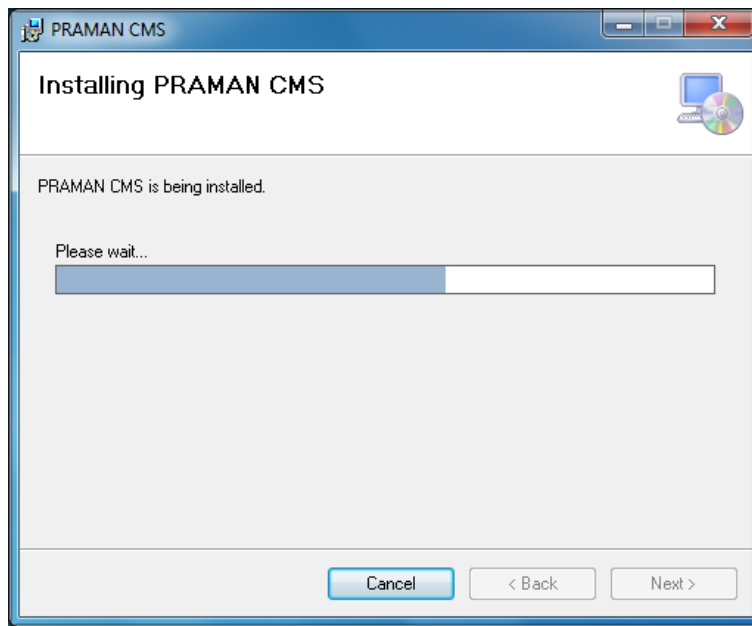 PRAMAN CMS
Installing PRAMAN CMS
PRAMAN CMS is being installed.
Please wait...
Cancel
< Back
Next >